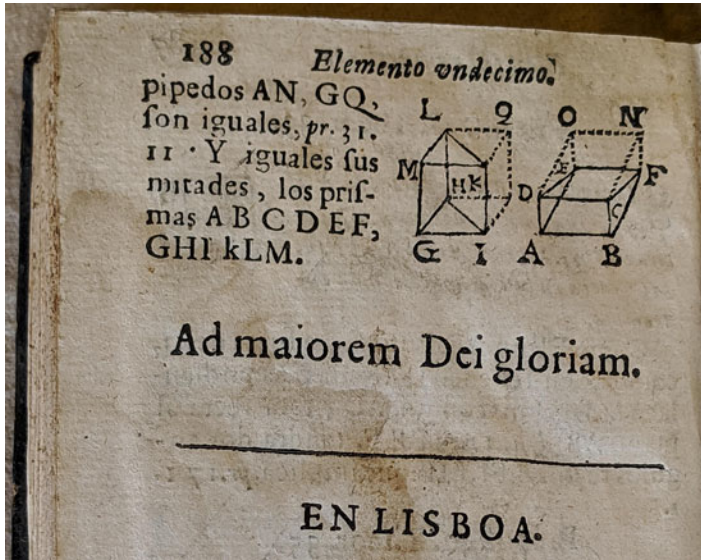 188 Elemento vndecimo.
pipedos AN, GQ,
ſon iguales, pr. 31.
11 · Y iguales ſus
mitades , los priſ-
mas A B C D E F,
GHI kLM.
L Q O N
M H k D E F
C
G I A B
Ad maiorem Dei gloriam.
EN LISBOA.